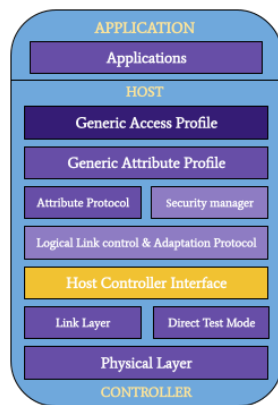 APPLICATION
Applications
HOST
Generic Access Profile
Generic Attribute Profile
Attribute Protocol
Security manager
Logical Link control & Adaptation Protocol
Host Controller Interface
Link Layer
Direct Test Mode
Physical Layer
CONTROLLER